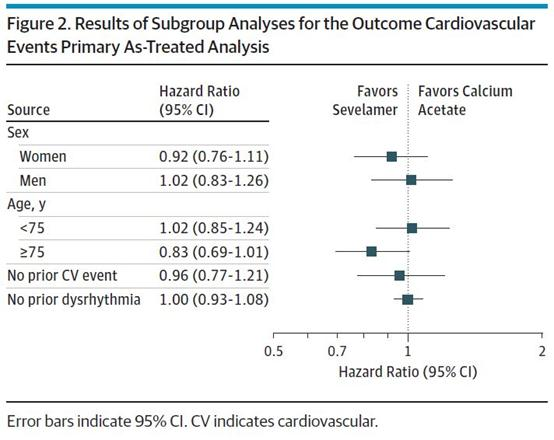 Figure 2. Results of Subgroup Analyses for the Outcome Cardiovascular
Events Primary As-Treated Analysis
Source
Hazard Ratio
(95% CI)
Favors
Sevelamer
Favors Calcium
Acetate
Sex
Women 0.92 (0.76-1.11)
Men 1.02 (0.83-1.26)
Age, y
<75 1.02 (0.85-1.24)
≥75 0.83 (0.69-1.01)
No prior CV event 0.96 (0.77-1.21)
No prior dysrhythmia 1.00 (0.93-1.08)
0.5 0.7 1 2
Hazard Ratio (95% CI)
Error bars indicate 95% CI. CV indicates cardiovascular.